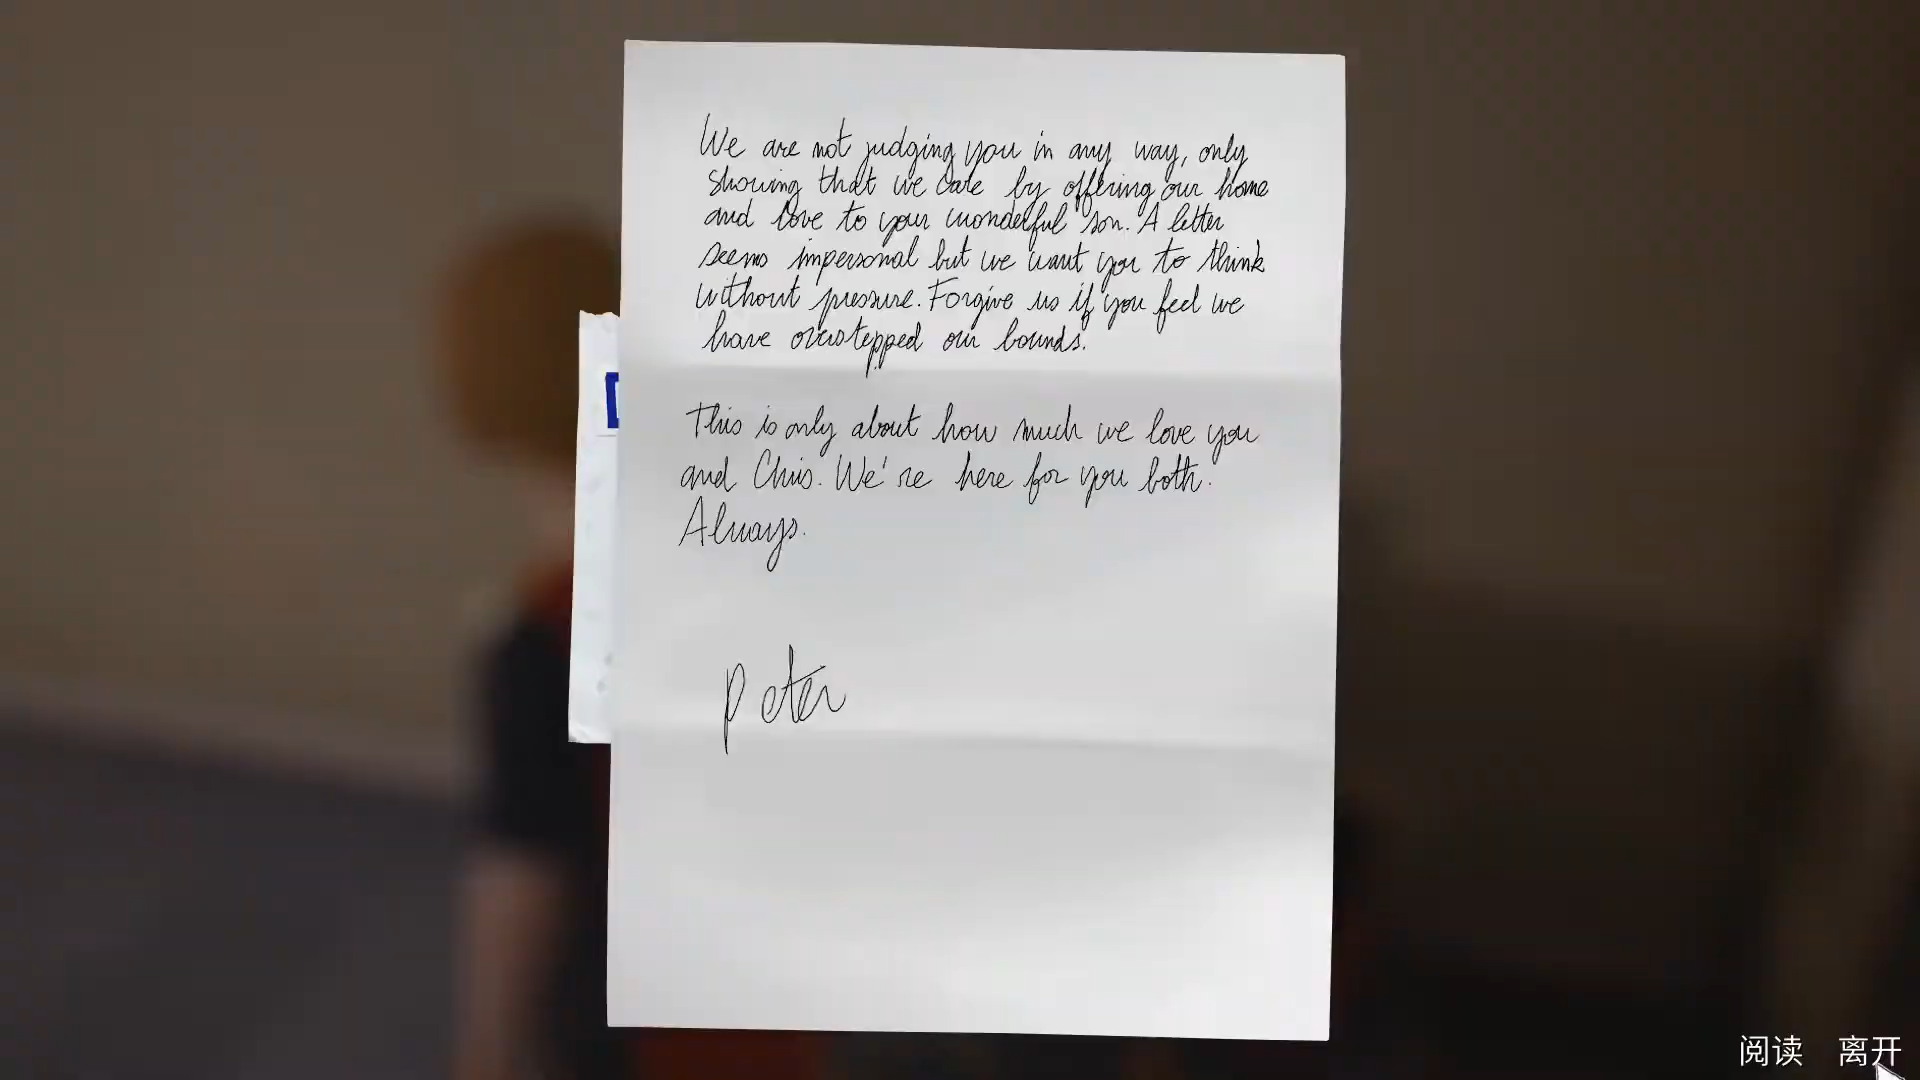 We are not judging you in any way, only
showing that we care by offering our home
and love to your wonderful son. A letter
seems impersonal but we want you to think
without pressure. Forgive us if you feel we
have overstepped our bounds.
This is only about how much we love you
and Chris. We're here for you both.
Always.
Peter
阅读 离开